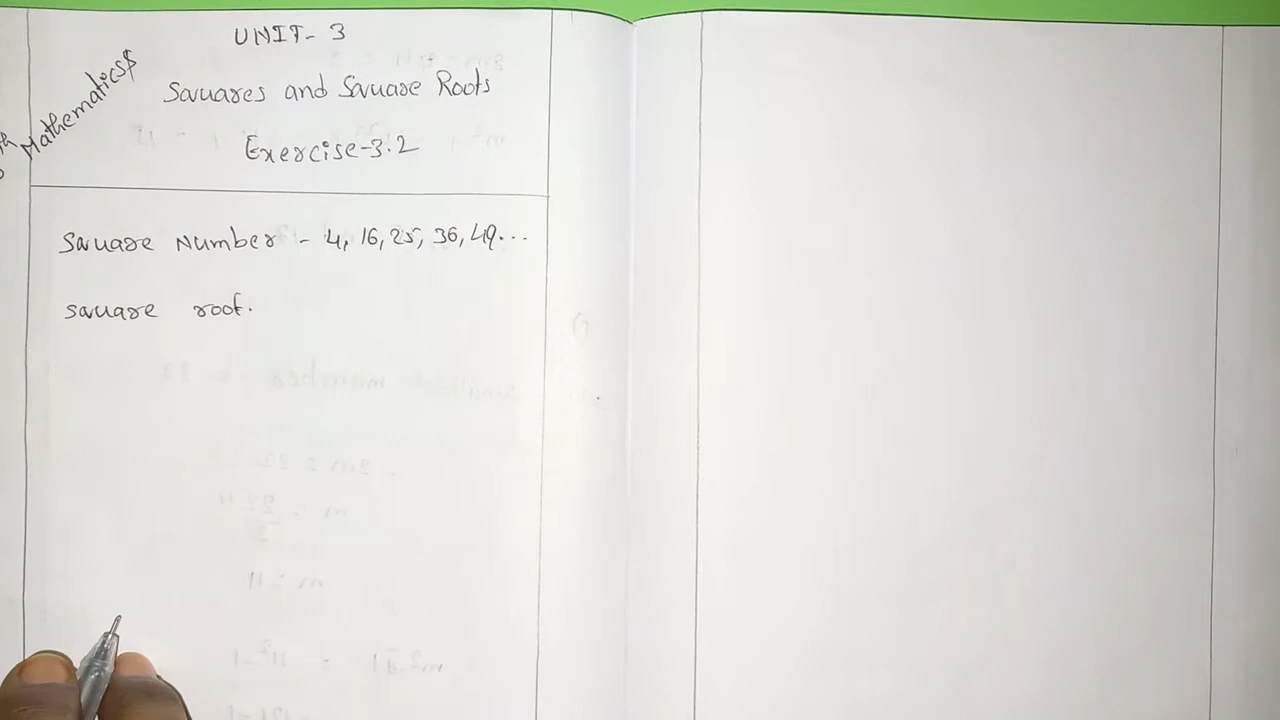 UNIT-3
Mathematics
Squares and Square Roots
Exercise-3.2
Square Number - 4, 16, 25, 36, 49...
square root.